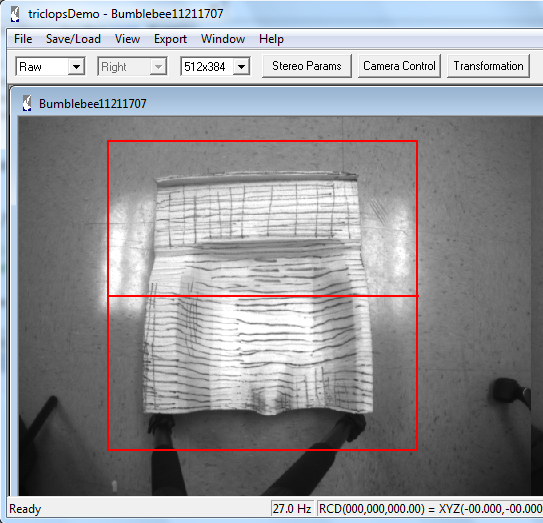 triclopsDemo - Bumblebee11211707
File Save/Load View Export Window Help
Raw Right 512x384 Stereo Params Camera Control Transformation
Bumblebee11211707
Ready 27.0 Hz RCD(000,000,000.00) = XYZ(-00.000,-00.000